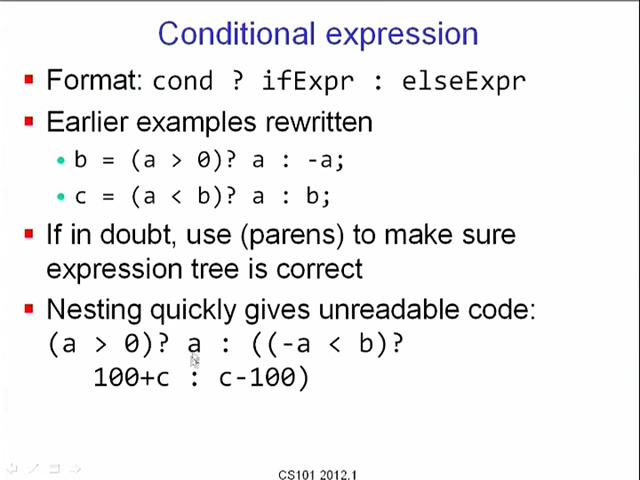 Conditional expression
Format: cond ? ifExpr : elseExpr
Earlier examples rewritten
b = (a > 0)? a : -a;
c = (a < b)? a : b;
If in doubt, use (parens) to make sure
expression tree is correct
Nesting quickly gives unreadable code:
(a > 0)? a : ((-a < b)?
100+c : c-100)
CS101 2012.1